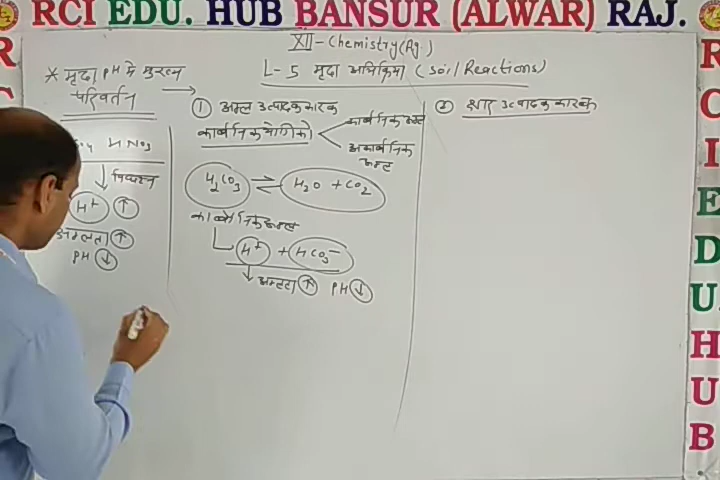 RCI EDU. HUB BANSUR (ALWAR) RAJ.
R
C
R
C
I
E
D
U.
H
U
B
XII - Chemistry (Ag.)
L-5 मृदा अभिक्रिया (Soil Reactions)
* मृदा PH मे
परिवर्तन →
① अम्ल उत्पादक कारक
कार्बनिक यौगिको
कार्बनिक अम्ल
अकार्बनिक
अम्ल
② क्षार उत्पादक कारक
HNO3
↓
H+ ↑
अम्लता ↑
PH ↓
H2CO3 ⇌ H2O + CO2
कार्बोनिक अम्ल
H+ + HCO3-
↓ अम्लता ↑ PH ↓